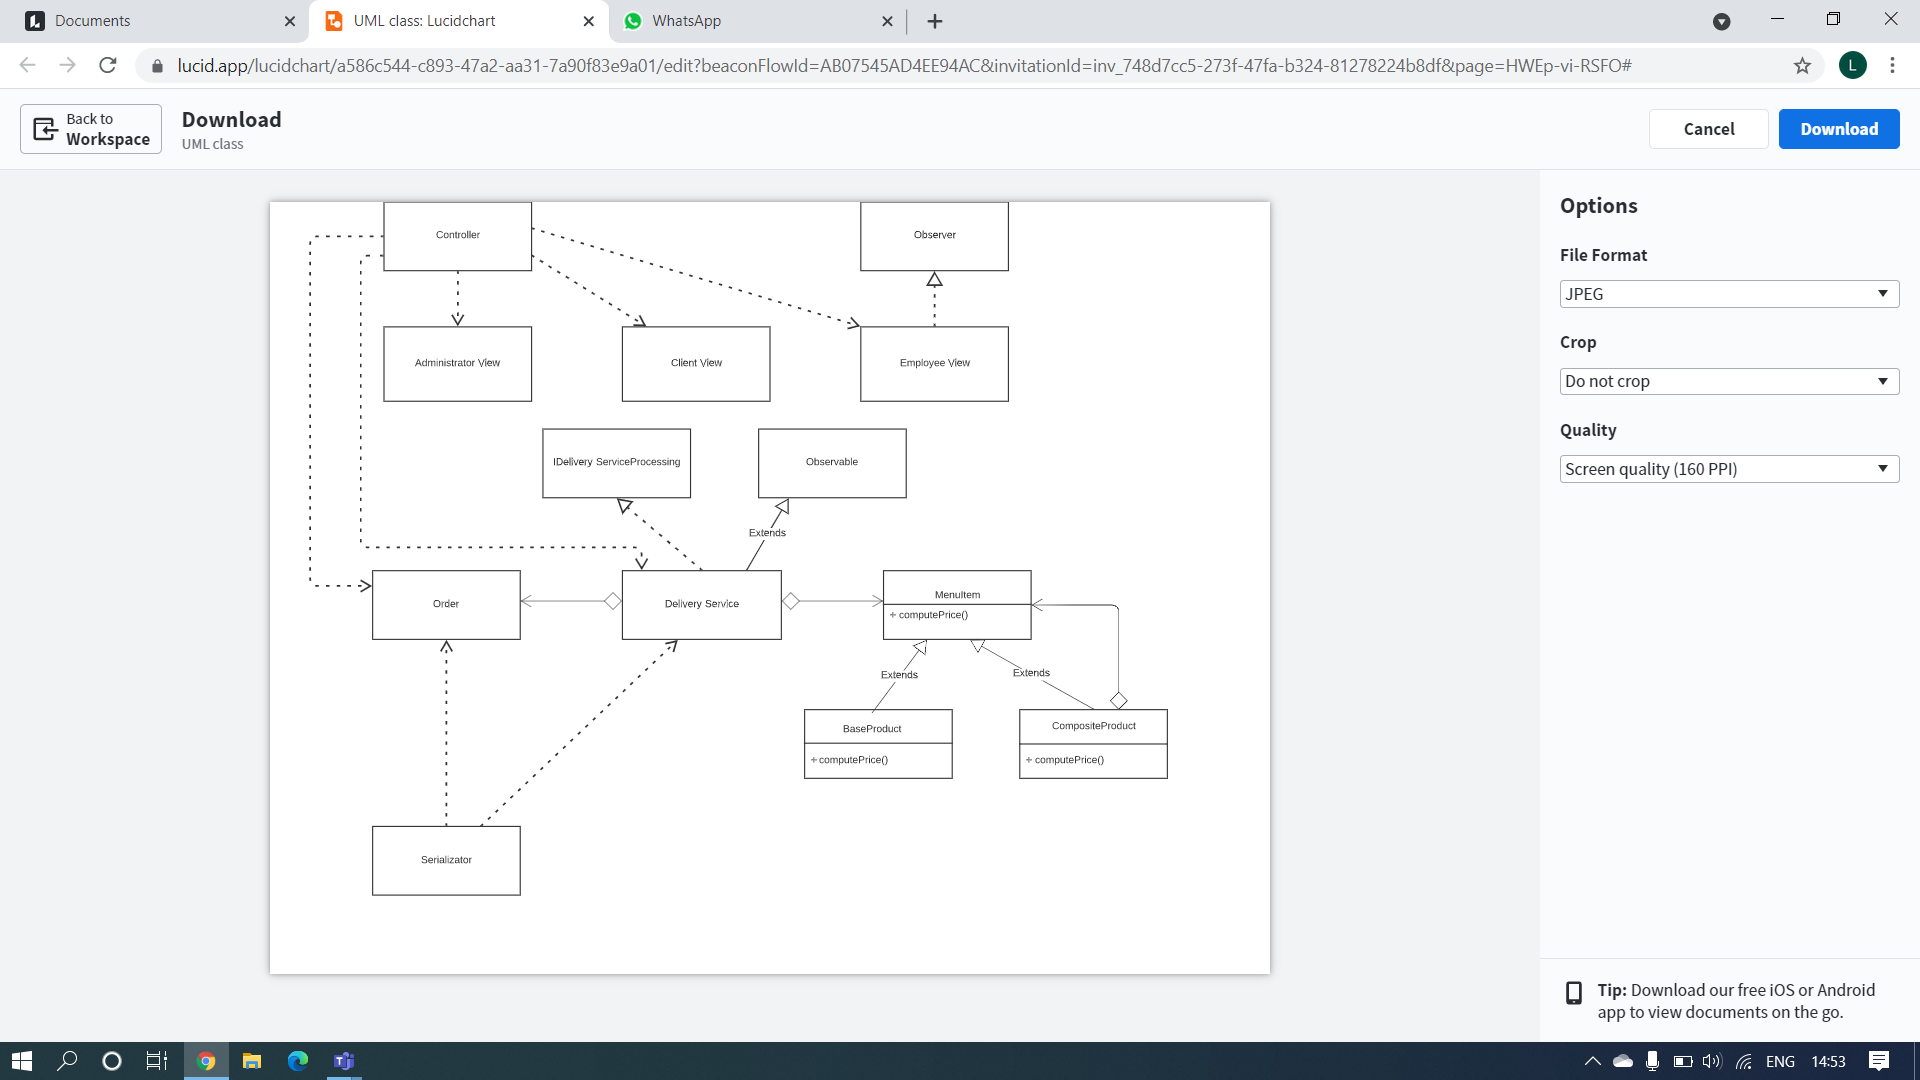 Documents
UML class: Lucidchart
WhatsApp
lucid.app/lucidchart/a586c544-c893-47a2-aa31-7a90f83e9a01/edit?beaconFlowId=AB07545AD4EE94AC&invitationId=inv_748d7cc5-273f-47fa-b324-81278224b8df&page=HWEp-vi-RSFO#
L
Back to
Workspace
Download
UML class
Cancel
Download
Controller
Observer
Administrator View
Client View
Employee View
IDelivery ServiceProcessing
Observable
Extends
Order
Delivery Service
MenuItem
+ computePrice()
Extends
Extends
BaseProduct
+ computePrice()
CompositeProduct
+ computePrice()
Serializator
Options
File Format
JPEG
Crop
Do not crop
Quality
Screen quality (160 PPI)
Tip: Download our free iOS or Android
app to view documents on the go.
ENG
14:53